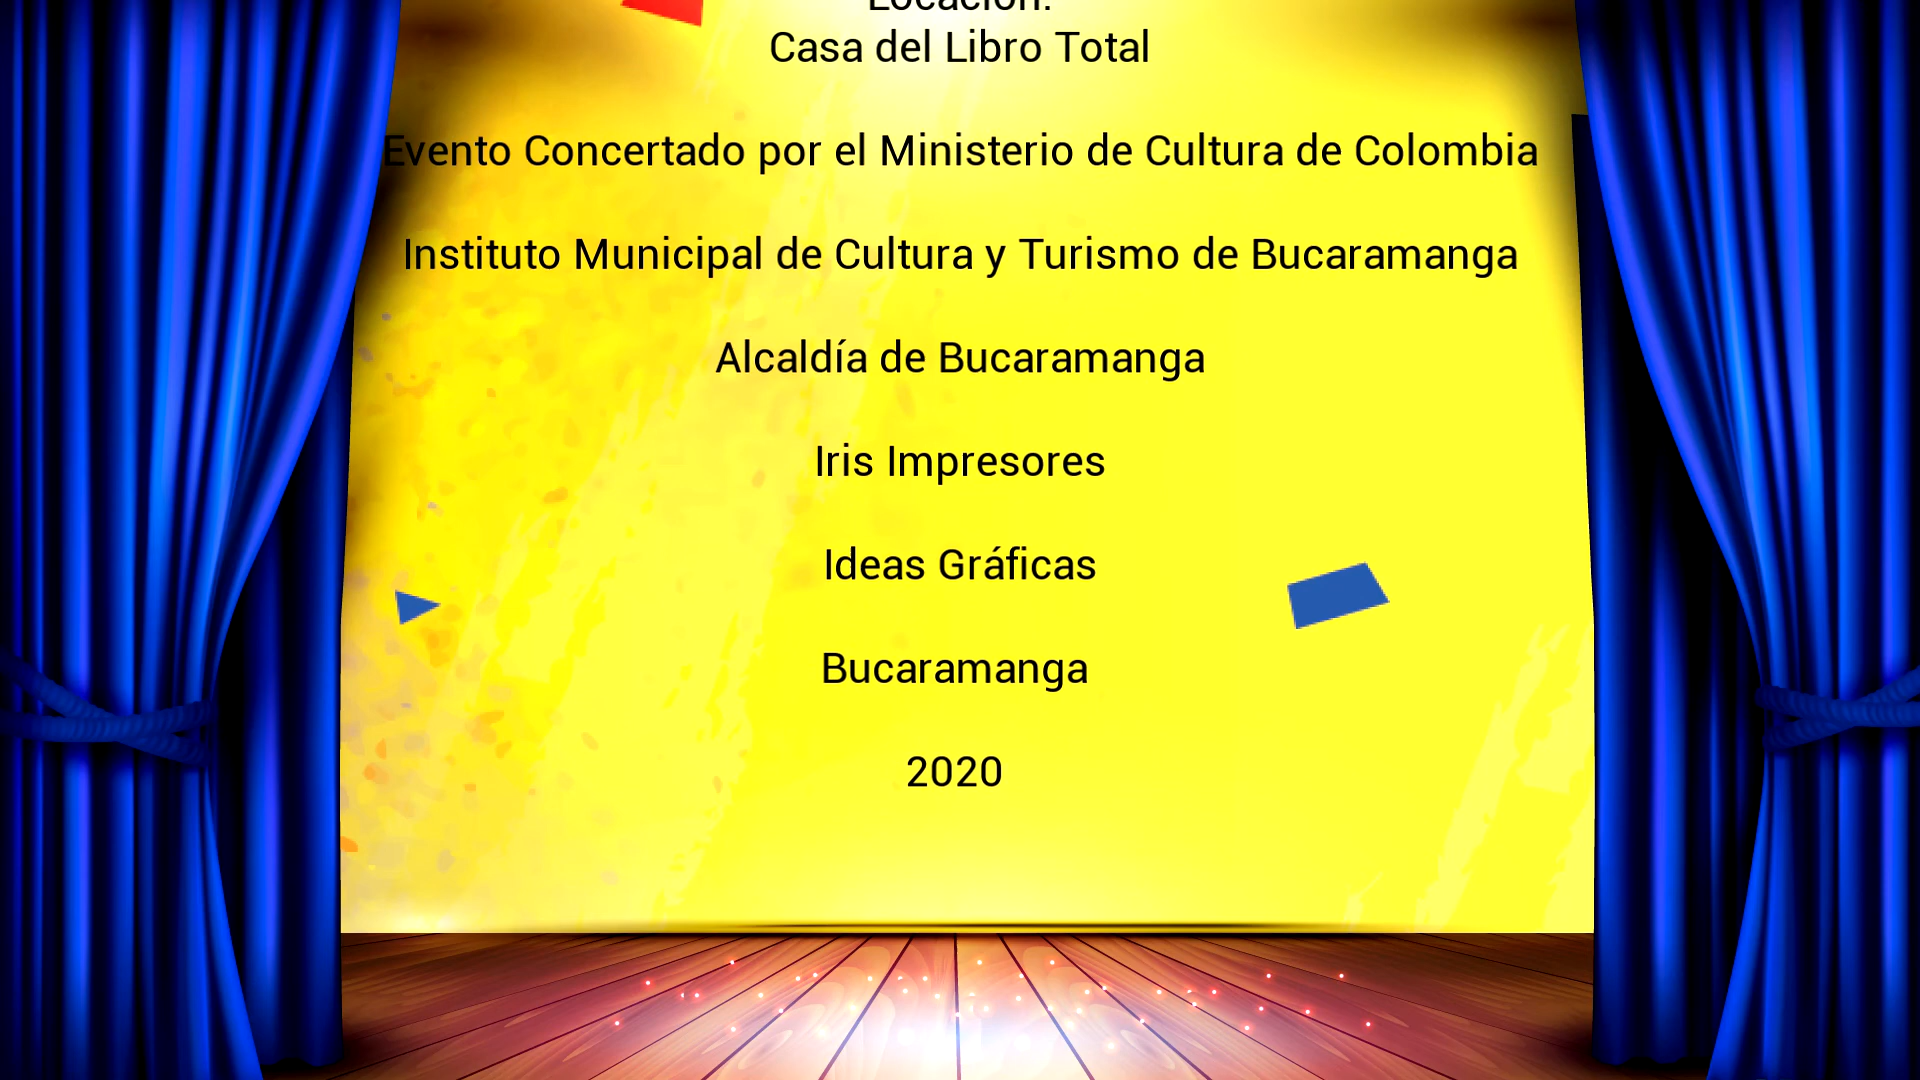 Locación:
Casa del Libro Total
Evento Concertado por el Ministerio de Cultura de Colombia
Instituto Municipal de Cultura y Turismo de Bucaramanga
Alcaldía de Bucaramanga
Iris Impresores
Ideas Gráficas
Bucaramanga
2020